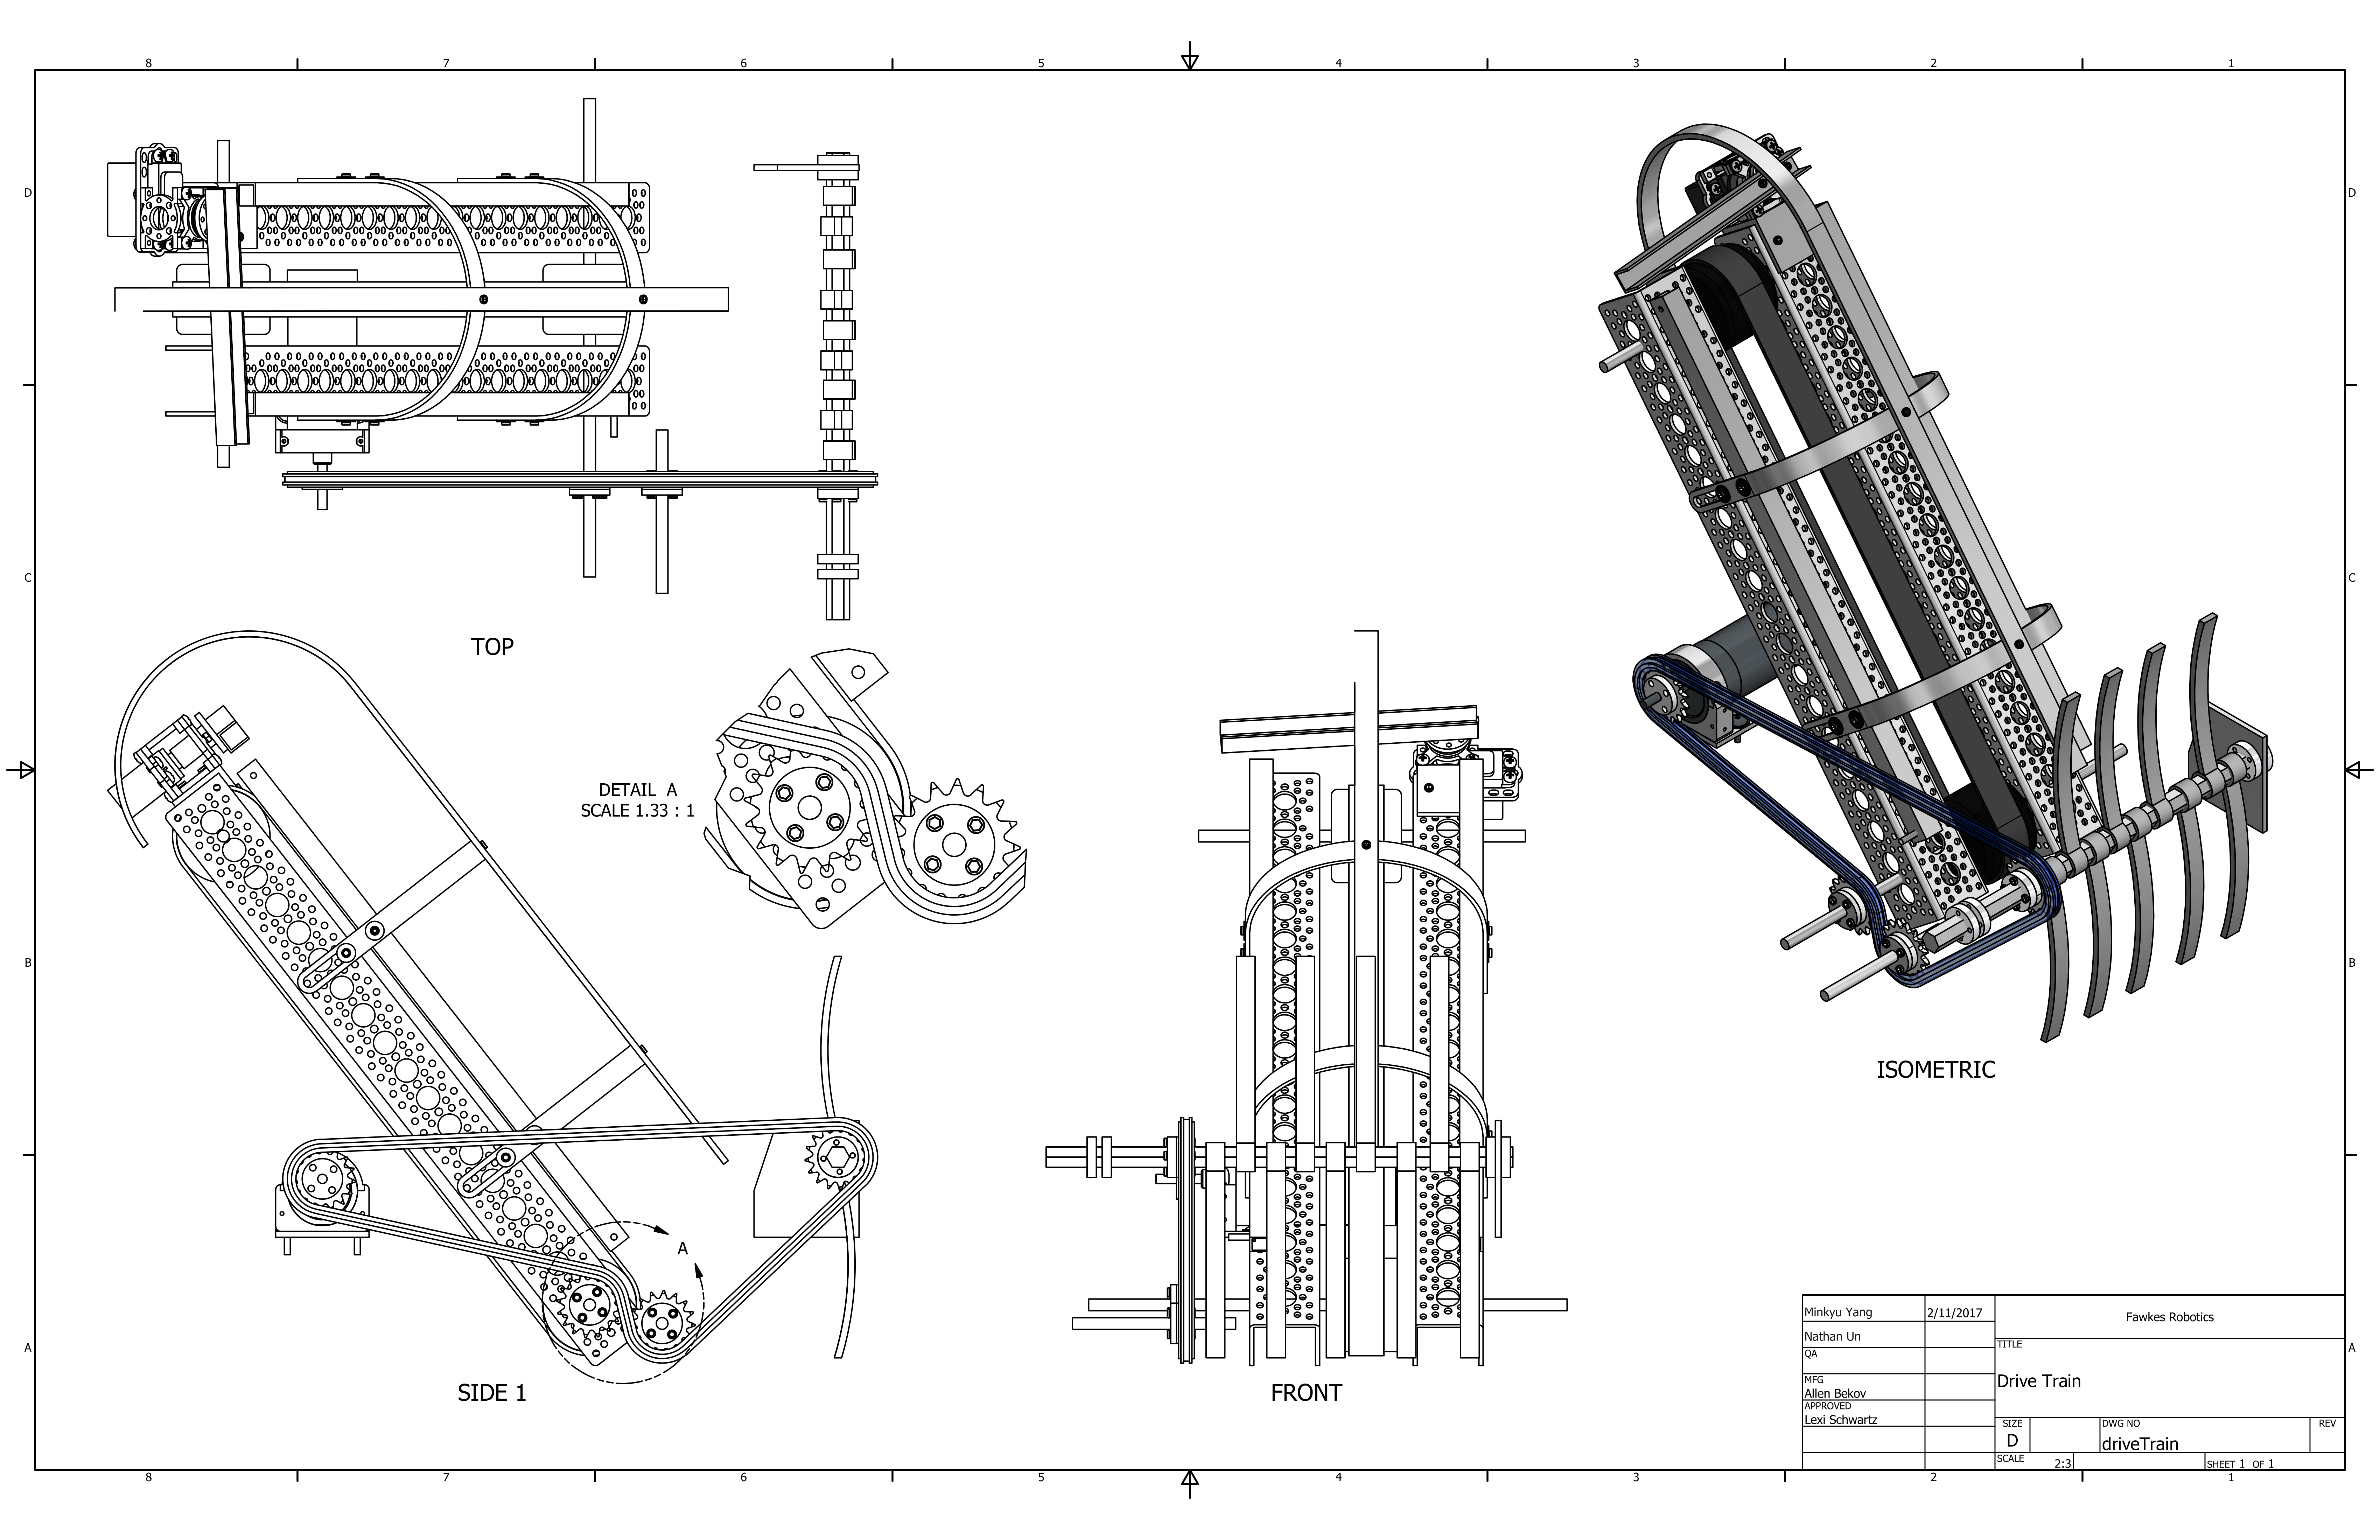 8 7 6 5 4 3 2 1
D D
C C
B B
A A
TOP
DETAIL A
SCALE 1.33 : 1
ISOMETRIC
A
SIDE 1
FRONT
Minkyu Yang 2/11/2017
Nathan Un
QA
MFG
Allen Bekov
APPROVED
Lexi Schwartz
Fawkes Robotics
TITLE
Drive Train
SIZE
D
DWG NO
driveTrain
REV
SCALE
2:3
SHEET 1 OF 1
8 7 6 5 4 3 2 1